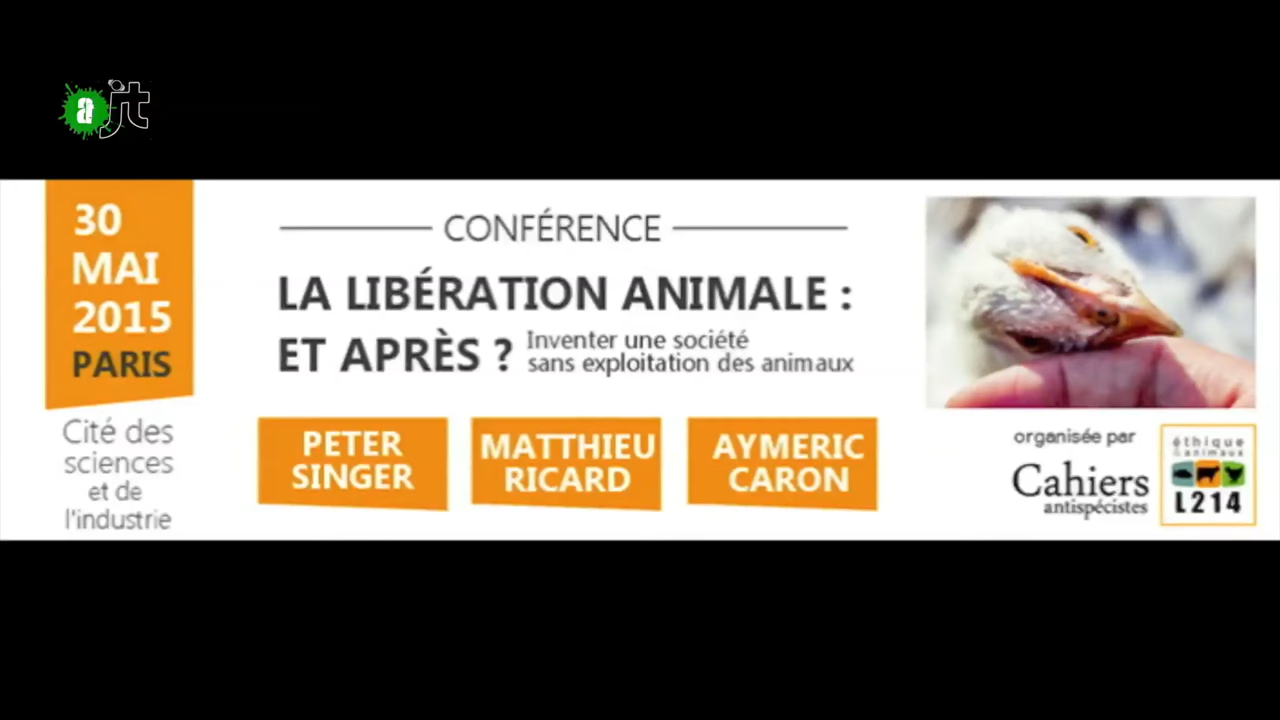 ajt
30
MAI
2015
PARIS
Cité des
sciences
et de
l'industrie
CONFÉRENCE
LA LIBÉRATION ANIMALE :
ET APRÈS ? Inventer une société
sans exploitation des animaux
PETER
SINGER
MATTHIEU
RICARD
AYMERIC
CARON
organisée par
Cahiers
antispécistes
éthique
& animaux
L214